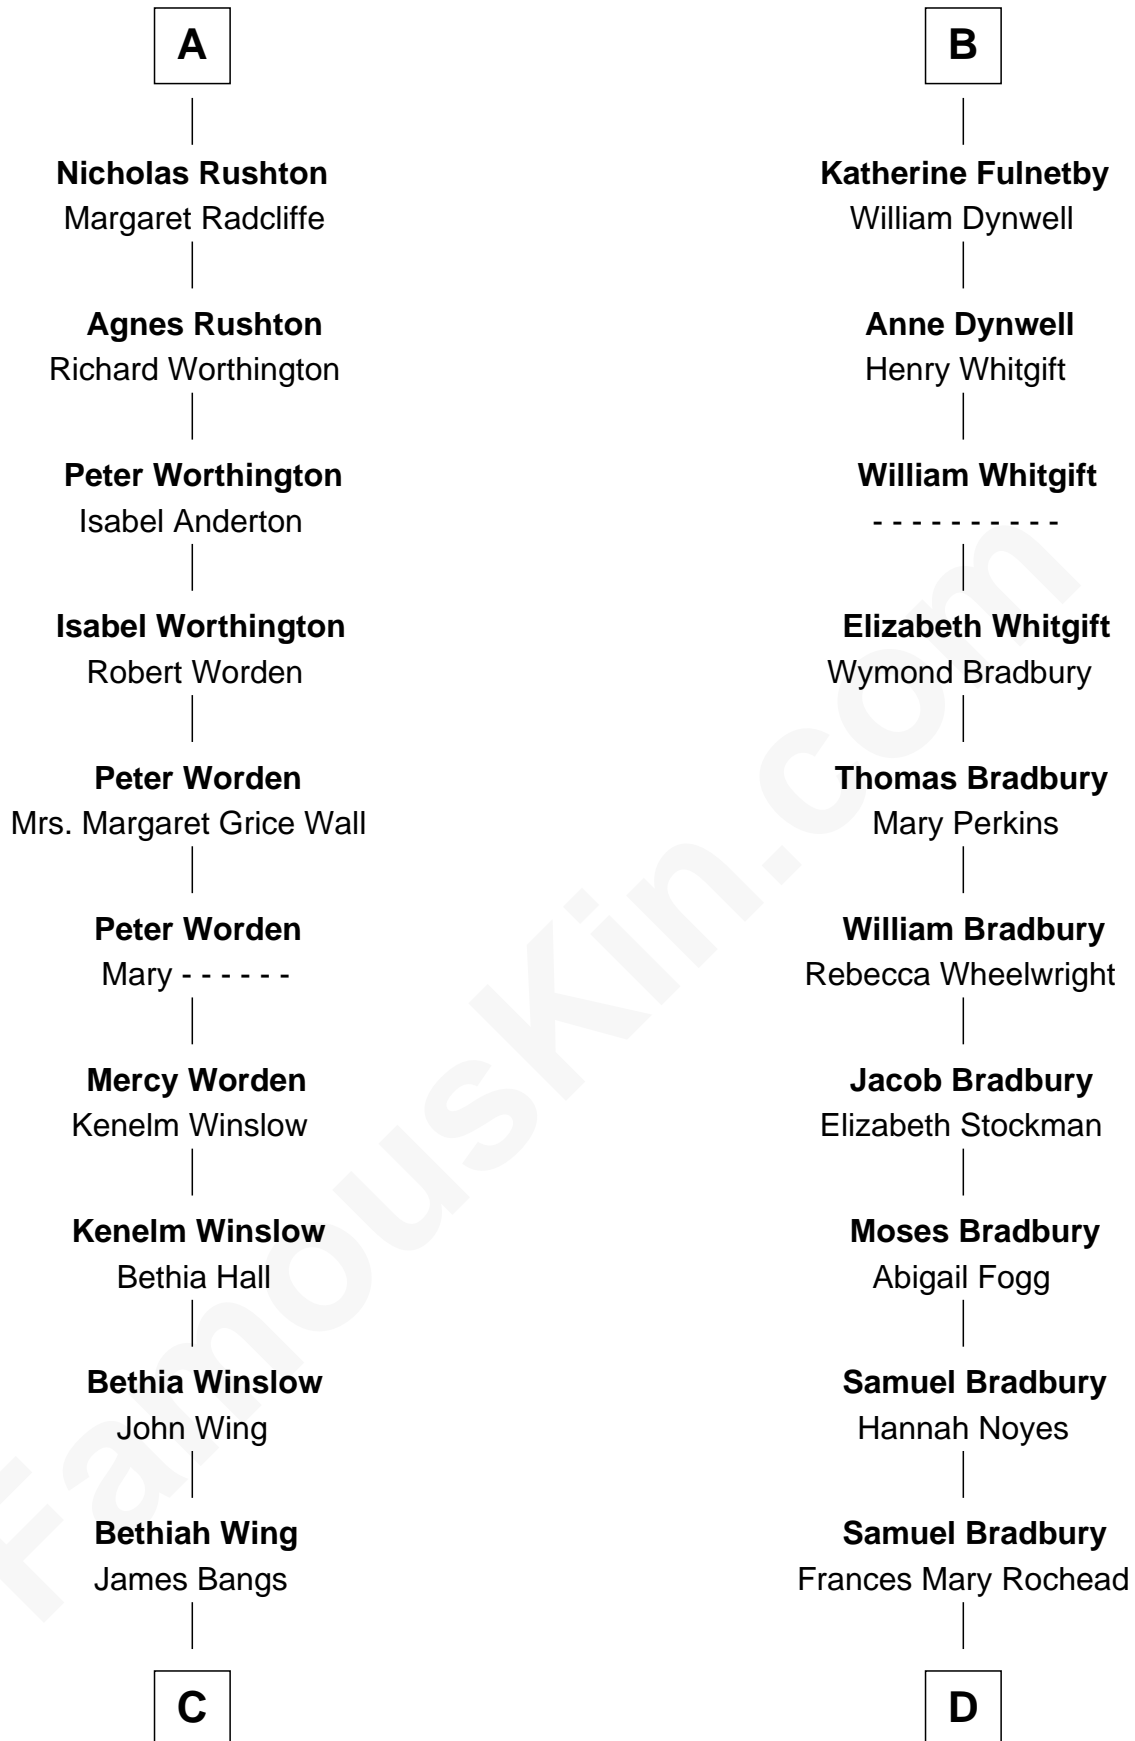 A
Nicholas Rushton
Margaret Radcliffe
Agnes Rushton
Richard Worthington
Peter Worthington
Isabel Anderton
Isabel Worthington
Robert Worden
Peter Worden
Mrs. Margaret Grice Wall
Peter Worden
Mary - - - - - -
Mercy Worden
Kenelm Winslow
Kenelm Winslow
Bethia Hall
Bethia Winslow
John Wing
Bethiah Wing
James Bangs
C
B
Katherine Fulnetby
William Dynwell
Anne Dynwell
Henry Whitgift
William Whitgift
- - - - - - - - - -
Elizabeth Whitgift
Wymond Bradbury
Thomas Bradbury
Mary Perkins
William Bradbury
Rebecca Wheelwright
Jacob Bradbury
Elizabeth Stockman
Moses Bradbury
Abigail Fogg
Samuel Bradbury
Hannah Noyes
Samuel Bradbury
Frances Mary Rochead
D
FamousKin.com